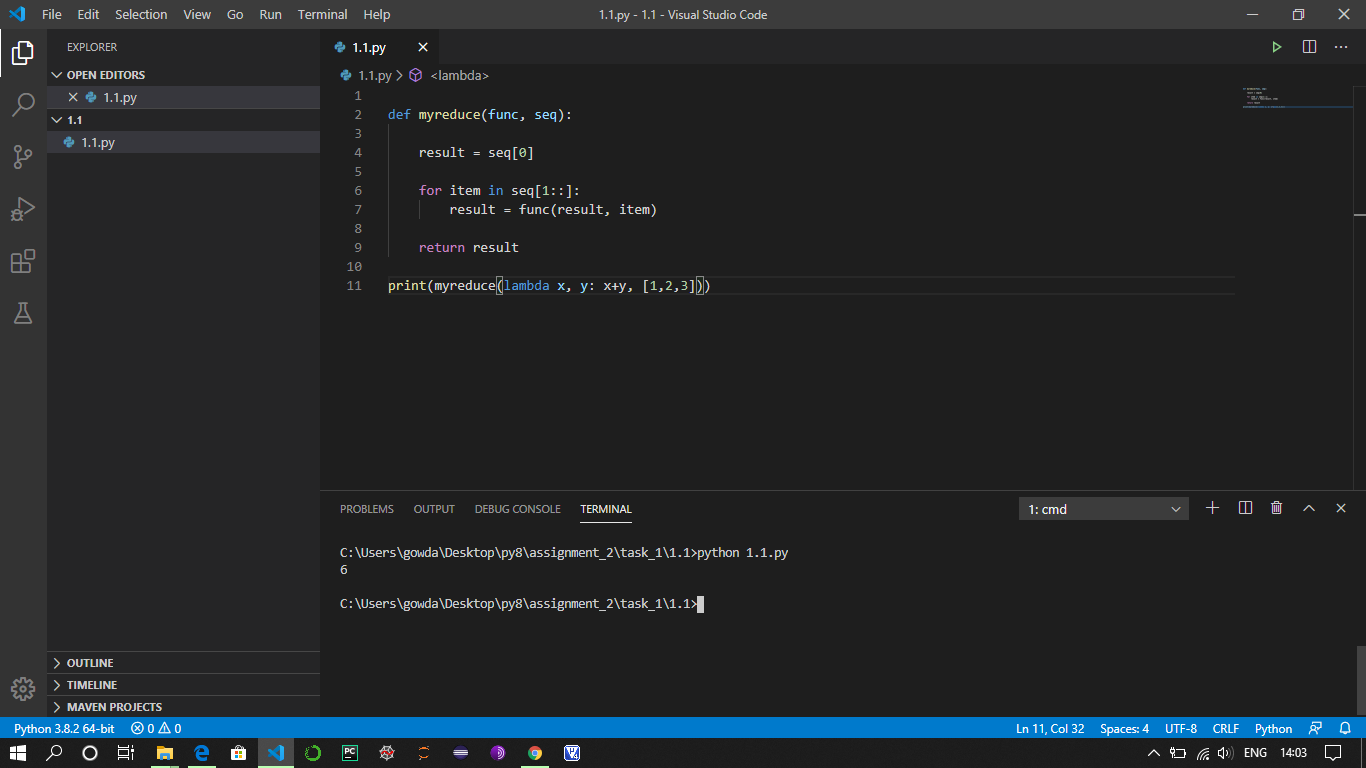 File Edit Selection View Go Run Terminal Help 1.1.py - 1.1 - Visual Studio Code
EXPLORER
OPEN EDITORS
1.1.py
1.1
1.1.py
OUTLINE
TIMELINE
MAVEN PROJECTS
1.1.py
1.1.py > <lambda>
1
2 def myreduce(func, seq):
3
4 result = seq[0]
5
6 for item in seq[1::]:
7 result = func(result, item)
8
9 return result
10
11 print(myreduce(lambda x, y: x+y, [1,2,3]))
PROBLEMS OUTPUT DEBUG CONSOLE TERMINAL 1: cmd
C:\Users\gowda\Desktop\py8\assignment_2\task_1\1.1>python 1.1.py
6
C:\Users\gowda\Desktop\py8\assignment_2\task_1\1.1>
Python 3.8.2 64-bit 0 0 Ln 11, Col 32 Spaces: 4 UTF-8 CRLF Python
PC ENG 14:03